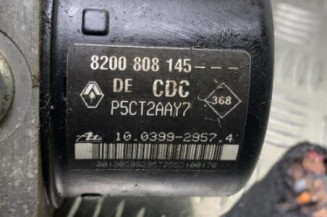 8200 808 145---
DE CDC
P5CT2AAY7
368
10.0399-2957.4